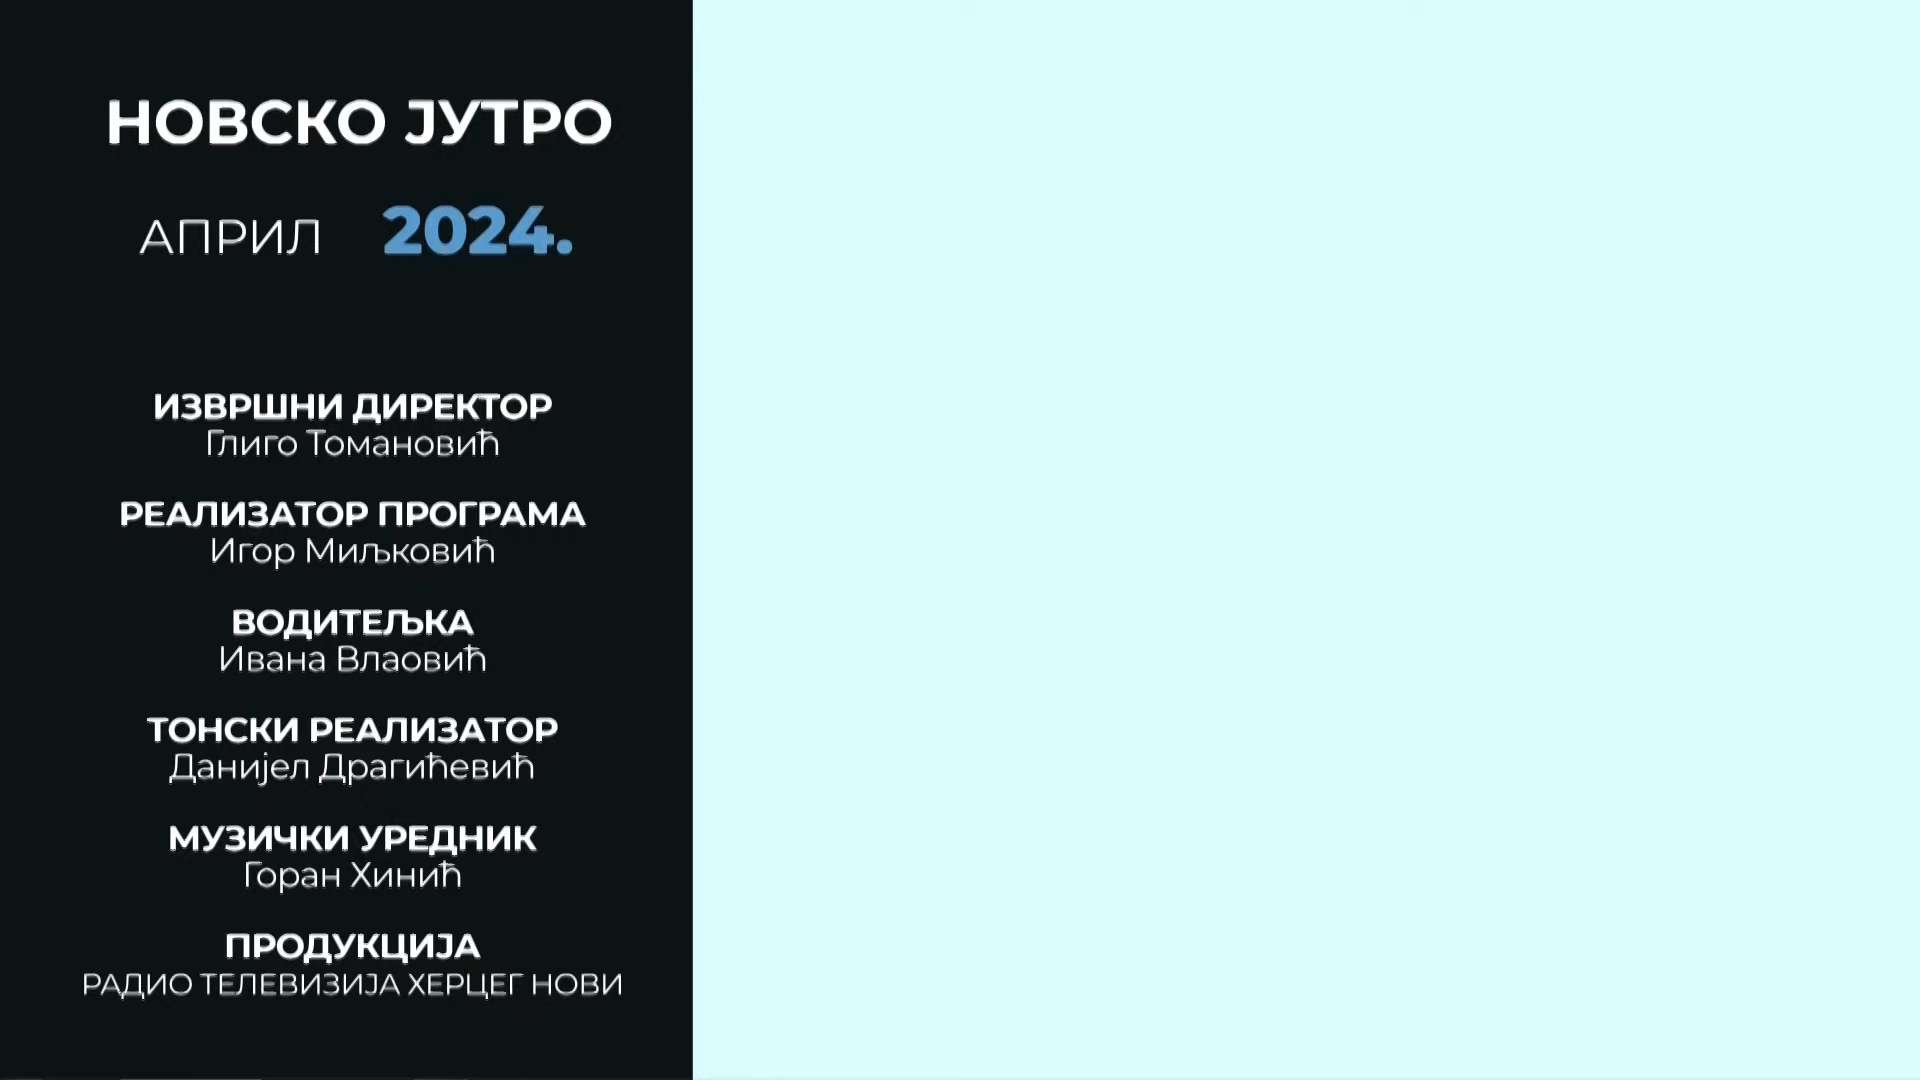 НОВСКО ЈУТРО
АПРИЛ 2024.
ИЗВРШНИ ДИРЕКТОР
Глиго Томановић
РЕАЛИЗАТОР ПРОГРАМА
Игор Миљковић
ВОДИТЕЉКА
Ивана Влаовић
ТОНСКИ РЕАЛИЗАТОР
Данијел Драгићевић
МУЗИЧКИ УРЕДНИК
Горан Хинић
ПРОДУКЦИЈА
РАДИО ТЕЛЕВИЗИЈА ХЕРЦЕГ НОВИ